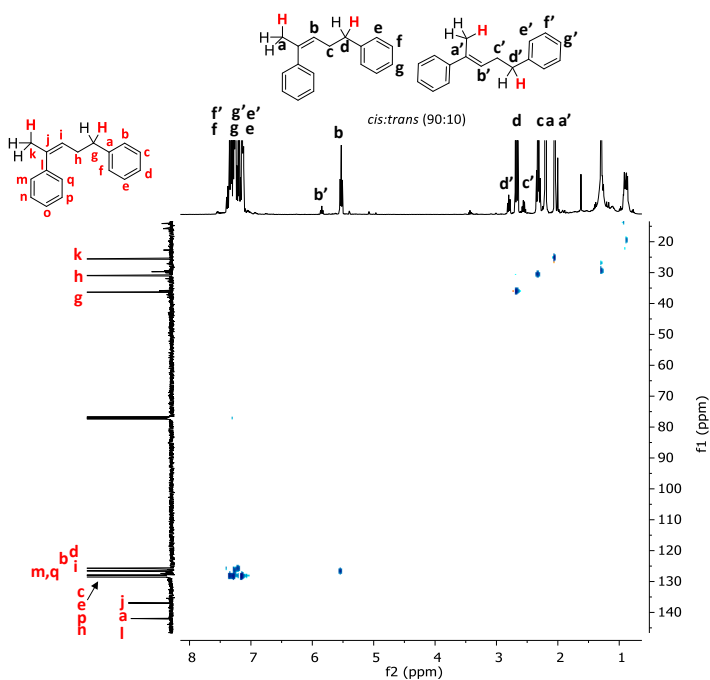 H b H H e
H a c d f
g
H H H c' e' f' g'
a' b' d' H H
cis:trans (90:10)
H H H
H k j i g a b c
l h f e d
m q
n p
o
f' g' e'
f g e
b
b'
d c a a'
d' c'
k
h
g
d
b i
m,q
c
e
p
n
j
a
l
20
30
40
50
60
70
80
90
100
110
120
130
140
f1 (ppm)
8 7 6 5 4 3 2 1
f2 (ppm)